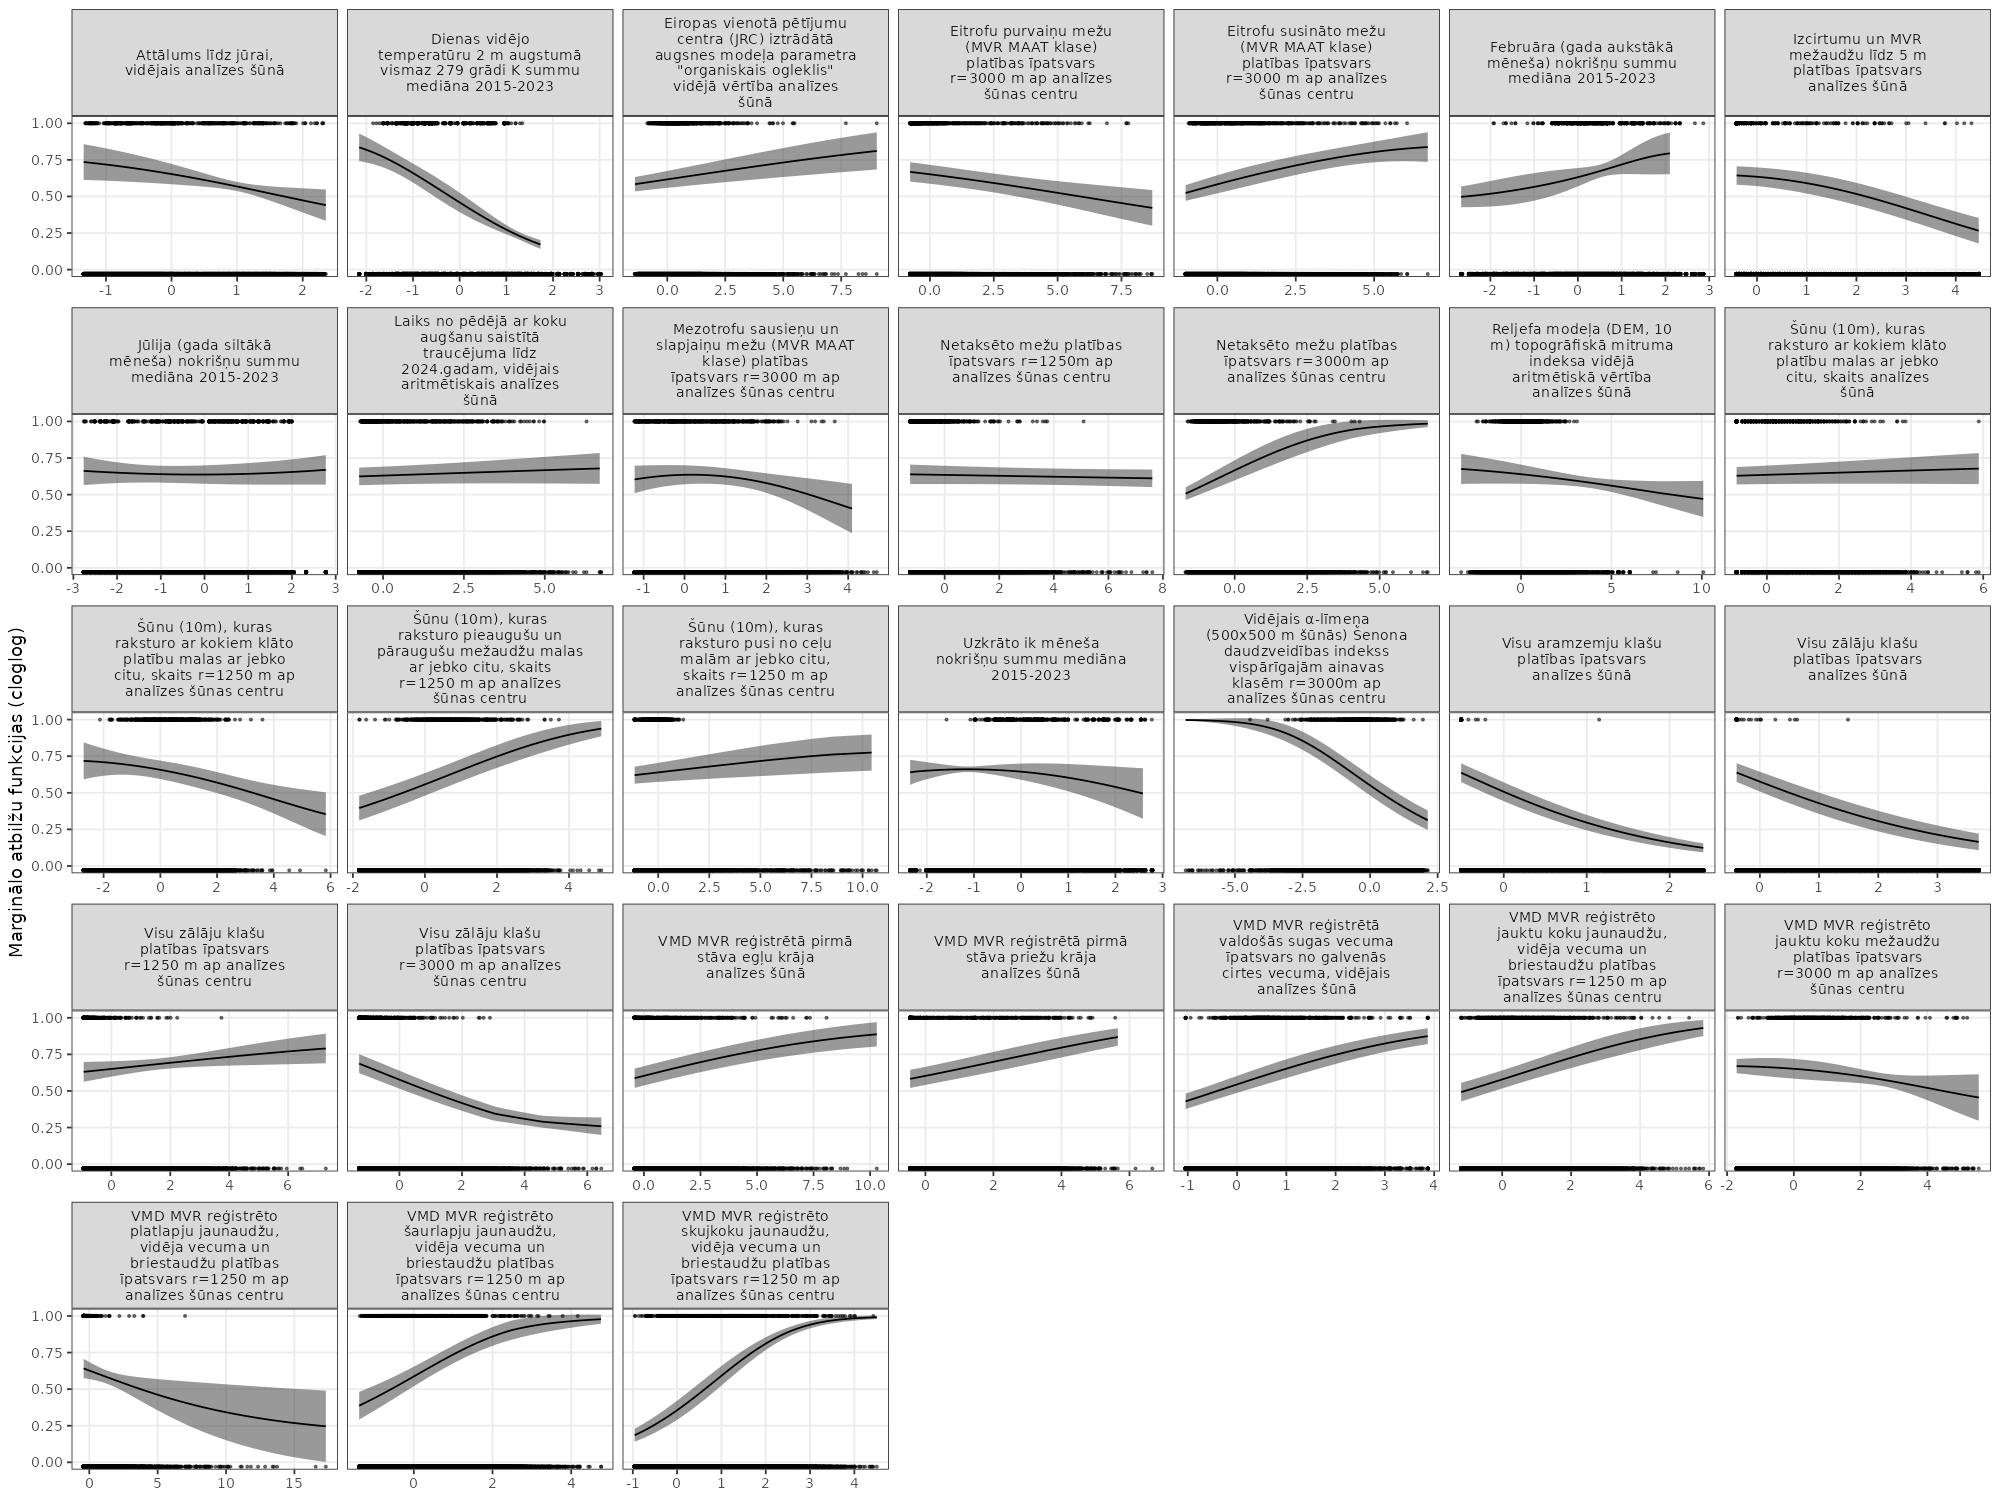 Marginālo atbilžu funkcijas (cloglog)
Attālums līdz jūrai,
vidējais analīzes šūnā
Dienas vidējo
temperatūru 2 m augstumā
vismaz 279 grādi K summu
mediāna 2015-2023
Eiropas vienotā pētījumu
centra (JRC) iztrādātā
augsnes modeļa parametra
"organiskais ogleklis"
vidējā vērtība analīzes
šūnā
Eitrofu purvaiņu mežu
(MVR MAAT klase)
platības īpatsvars
r=3000 m ap analīzes
šūnas centru
Eitrofu susināto mežu
(MVR MAAT klase)
platības īpatsvars
r=3000 m ap analīzes
šūnas centru
Februāra (gada aukstākā
mēneša) nokrišņu summu
mediāna 2015-2023
Izcirtumu un MVR
mežaudžu līdz 5 m
platības īpatsvars
analīzes šūnā
1.00
0.75
0.50
0.25
0.00
-1 0 1 2
-2 -1 0 1 2 3
0.0 2.5 5.0 7.5
0.0 2.5 5.0 7.5
0.0 2.5 5.0
-2 -1 0 1 2 3
0 1 2 3 4
Jūlija (gada siltākā
mēneša) nokrišņu summu
mediāna 2015-2023
Laiks no pēdējā ar koku
augšanu saistītā
traucējuma līdz
2024.gadam, vidējais
aritmētiskais analīzes
šūnā
Mezotrofu sausieņu un
slapjaiņu mežu (MVR MAAT
klase) platības
īpatsvars r=3000 m ap
analīzes šūnas centru
Netaksēto mežu platības
īpatsvars r=1250m ap
analīzes šūnas centru
Netaksēto mežu platības
īpatsvars r=3000m ap
analīzes šūnas centru
Reljefa modeļa (DEM, 10
m) topogrāfiskā mitruma
indeksa vidējā
aritmētiskā vērtība
analīzes šūnā
Šūnu (10m), kuras
raksturo ar kokiem klāto
platību malas ar jebko
citu, skaits analīzes
šūnā
1.00
0.75
0.50
0.25
0.00
-3 -2 -1 0 1 2 3
0.0 2.5 5.0
-1 0 1 2 3 4
0 2 4 6 8
0.0 2.5 5.0
0 5 10
0 2 4 6
Šūnu (10m), kuras
raksturo ar kokiem klāto
platību malas ar jebko
citu, skaits r=1250 m ap
analīzes šūnas centru
Šūnu (10m), kuras
raksturo pieaugušu un
pāraugušu mežaudžu malas
ar jebko citu, skaits
r=1250 m ap analīzes
šūnas centru
Šūnu (10m), kuras
raksturo pusi no ceļu
malām ar jebko citu,
skaits r=1250 m ap
analīzes šūnas centru
Uzkrāto ik mēneša
nokrišņu summu mediāna
2015-2023
Vidējais α-līmeņa
(500x500 m šūnās) Šenona
daudzveidības indekss
vispārīgajām ainavas
klasēm r=3000m ap
analīzes šūnas centru
Visu aramzemju klašu
platības īpatsvars
analīzes šūnā
Visu zālāju klašu
platības īpatsvars
analīzes šūnā
1.00
0.75
0.50
0.25
0.00
-2 0 2 4 6
-2 0 2 4
0.0 2.5 5.0 7.5 10.0
-2 -1 0 1 2 3
-5.0 -2.5 0.0 2.5
0 1 2
0 1 2 3
Visu zālāju klašu
platības īpatsvars
r=1250 m ap analīzes
šūnas centru
Visu zālāju klašu
platības īpatsvars
r=3000 m ap analīzes
šūnas centru
VMD MVR reģistrētā pirmā
stāva egļu krāja
analīzes šūnā
VMD MVR reģistrētā pirmā
stāva priežu krāja
analīzes šūnā
VMD MVR reģistrētā
valdošās sugas vecuma
īpatsvars no galvenās
cirtes vecuma, vidējais
analīzes šūnā
VMD MVR reģistrēto
jauktu koku jaunaudžu,
vidēja vecuma un
briestaudžu platības
īpatsvars r=1250 m ap
analīzes šūnas centru
VMD MVR reģistrēto
jauktu koku mežaudžu
platības īpatsvars
r=3000 m ap analīzes
šūnas centru
1.00
0.75
0.50
0.25
0.00
0 2 4 6
0 2 4 6
0.0 2.5 5.0 7.5 10.0
0 2 4 6
-1 0 1 2 3 4
0 2 4 6
-2 0 2 4
VMD MVR reģistrēto
platlapju jaunaudžu,
vidēja vecuma un
briestaudžu platības
īpatsvars r=1250 m ap
analīzes šūnas centru
VMD MVR reģistrēto
šaurlapju jaunaudžu,
vidēja vecuma un
briestaudžu platības
īpatsvars r=1250 m ap
analīzes šūnas centru
VMD MVR reģistrēto
skujkoku jaunaudžu,
vidēja vecuma un
briestaudžu platības
īpatsvars r=1250 m ap
analīzes šūnas centru
1.00
0.75
0.50
0.25
0.00
0 5 10 15
0 2 4
-1 0 1 2 3 4